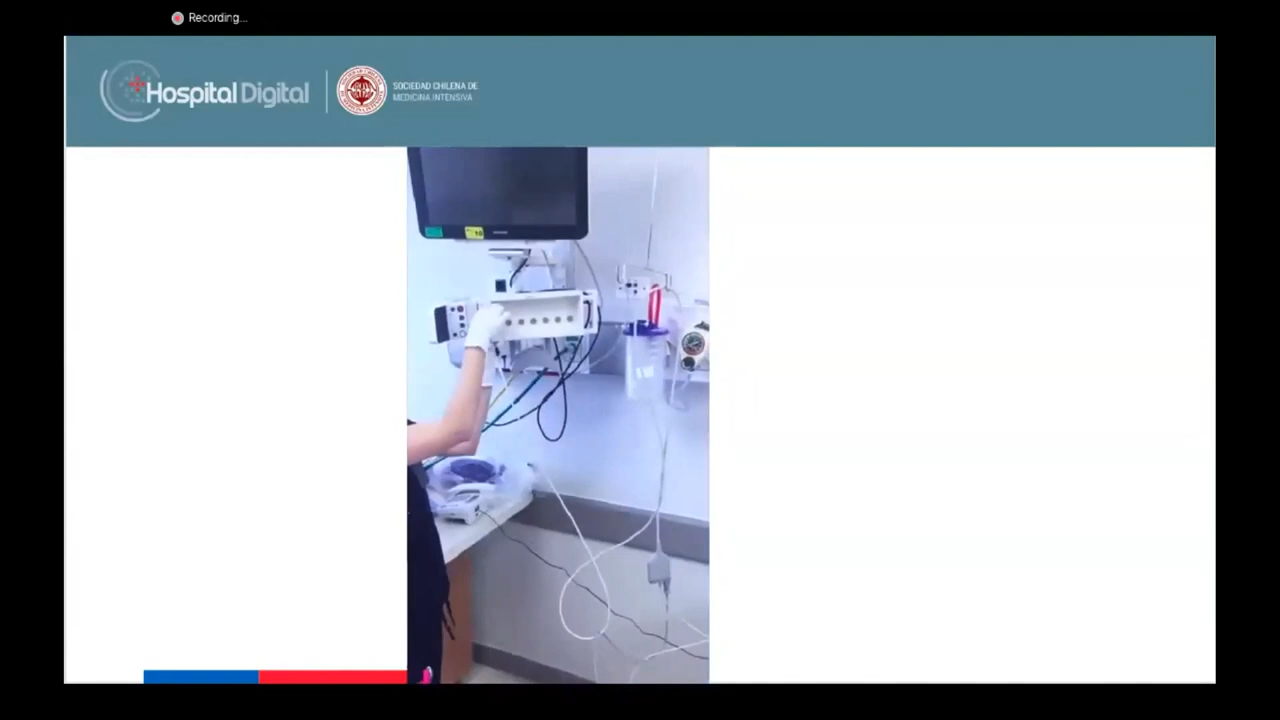 Recording...
Hospital Digital
SOCIEDAD CHILENA DE
MEDICINA INTENSIVA